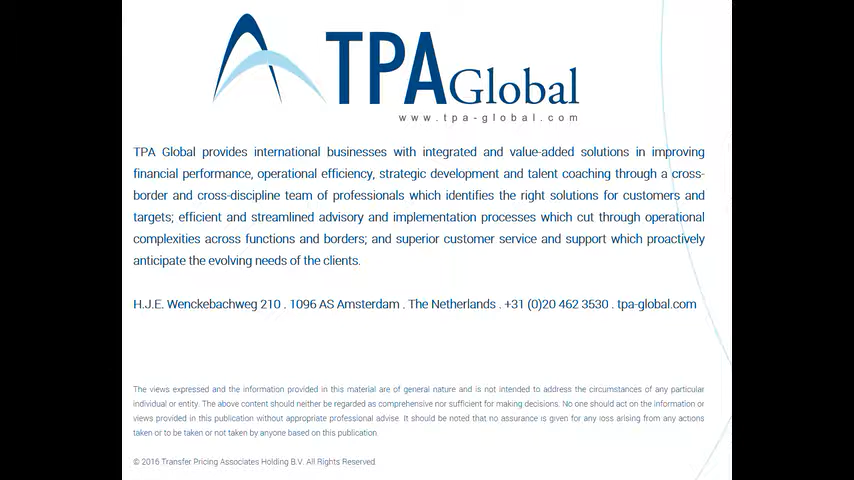 TPA Global
www.tpa-global.com
TPA Global provides international businesses with integrated and value-added solutions in improving
financial performance, operational efficiency, strategic development and talent coaching through a cross-
border and cross-discipline team of professionals which identifies the right solutions for customers and
targets; efficient and streamlined advisory and implementation processes which cut through operational
complexities across functions and borders; and superior customer service and support which proactively
anticipate the evolving needs of the clients.
H.J.E. Wenckebachweg 210 . 1096 AS Amsterdam . The Netherlands . +31 (0)20 462 3530 . tpa-global.com
The views expressed and the information provided in this material are of general nature and is not intended to address the circumstances of any particular
individual or entity. The above content should neither be regarded as comprehensive nor sufficient for making decisions. No one should act on the information or
views provided in this publication without appropriate professional advise. It should be noted that no assurance is given for any loss arising from any actions
taken or to be taken or not taken by anyone based on this publication.
© 2016 Transfer Pricing Associates Holding B.V. All Rights Reserved.